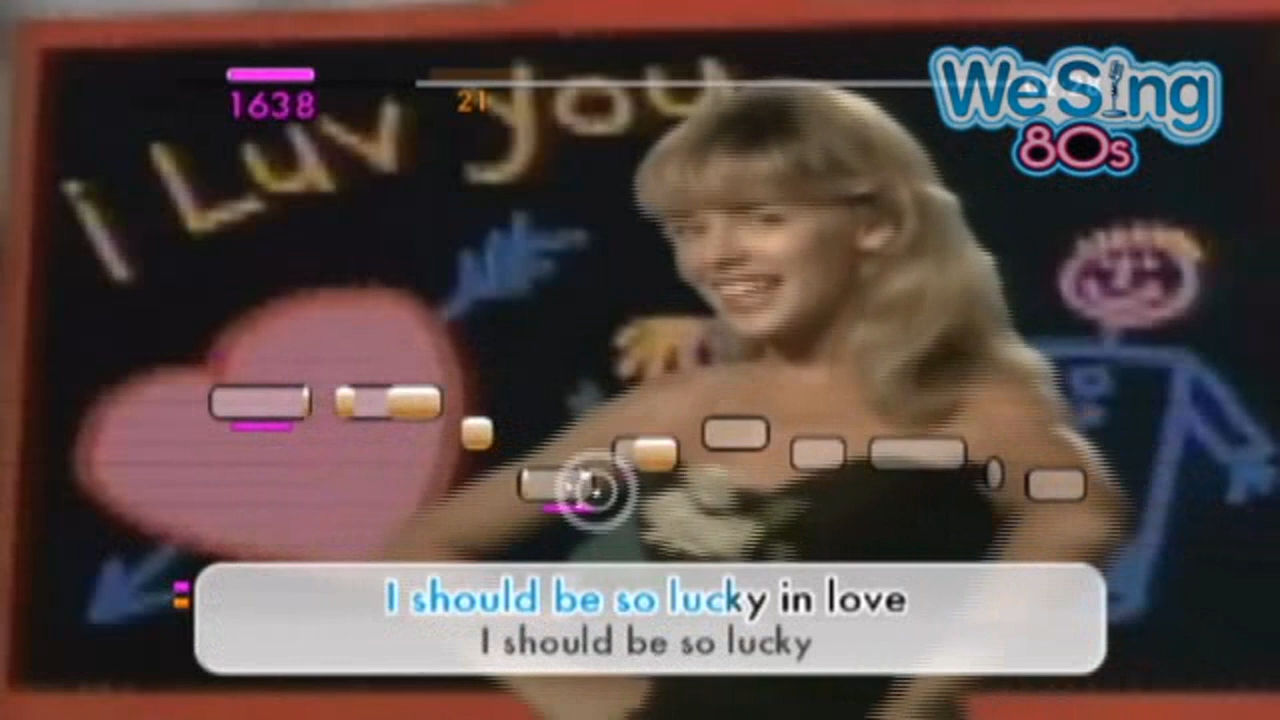 1638
21
We Sing
80s
I Luv you
I should be so lucky in love
I should be so lucky